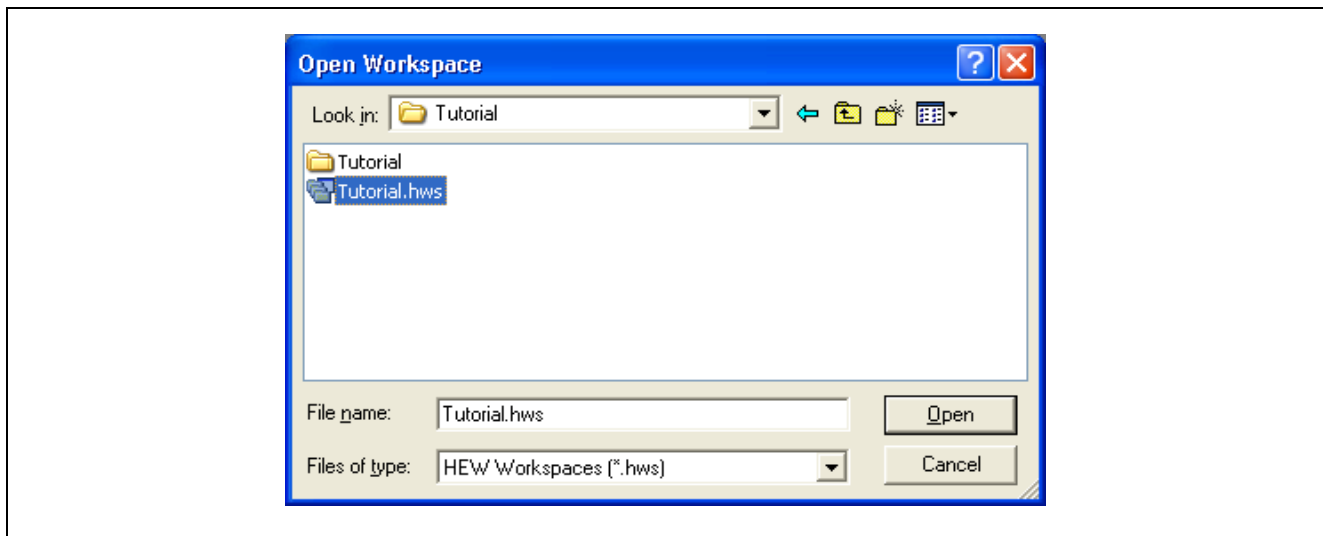 Open Workspace
Look in: Tutorial
Tutorial
Tutorial.hws
File name: Tutorial.hws Open
Files of type: HEW Workspaces (*.hws) Cancel